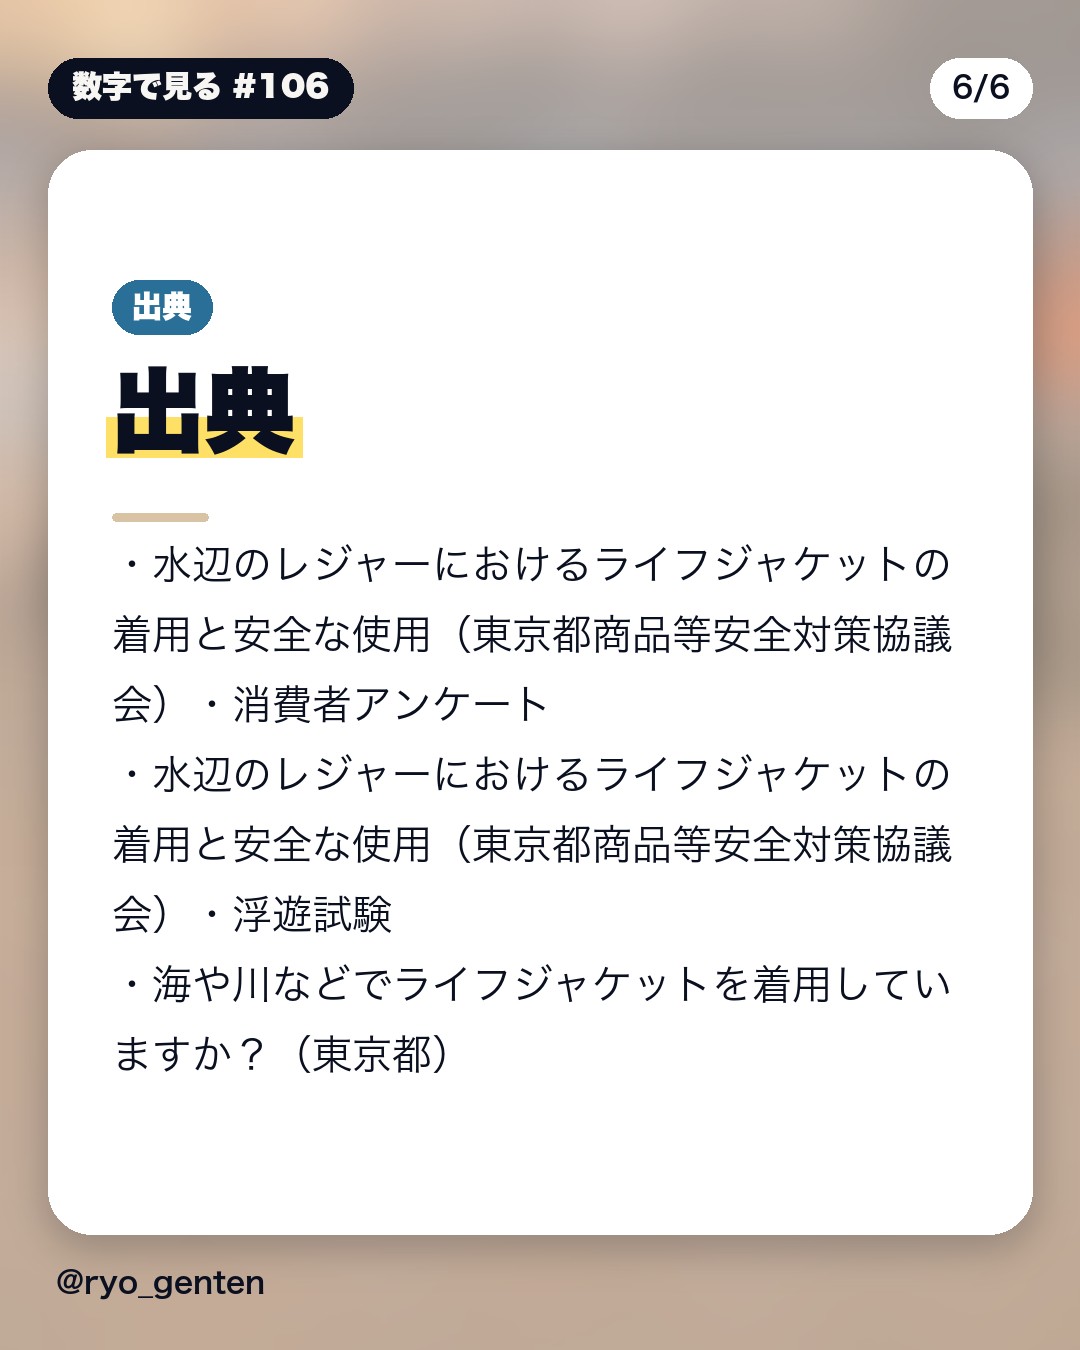 数字で見る #106
6/6
出典
出典
・水辺のレジャーにおけるライフジャケットの
着用と安全な使用（東京都商品等安全対策協議
会）・消費者アンケート
・水辺のレジャーにおけるライフジャケットの
着用と安全な使用（東京都商品等安全対策協議
会）・浮遊試験
・海や川などでライフジャケットを着用してい
ますか？（東京都）
@ryo_genten